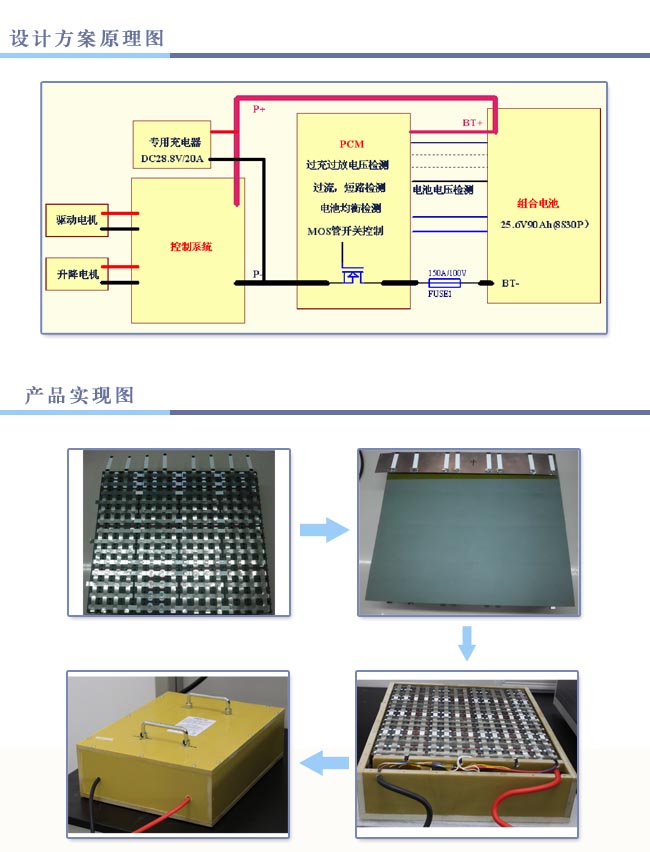 设计方案原理图
P+
BT+
专用充电器
DC28.8V/20A
PCM
过充过放电压检测
过流，短路检测
电池均衡检测
MOS管开关控制
电池电压检测
组合电池
25.6V90Ah(8S30P)
驱动电机
控制系统
升降电机
P-
150A/100V
FUSE1
BT-
产品实现图